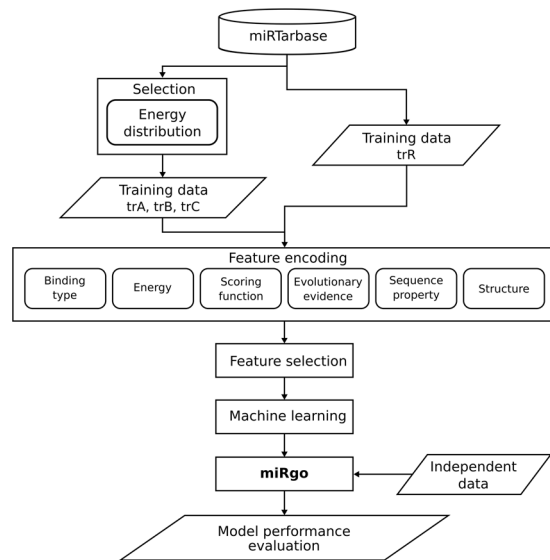 miRTarbase
Selection
Energy
distribution
Training data
trR
Training data
trA, trB, trC
Feature encoding
Binding
type
Energy
Scoring
function
Evolutionary
evidence
Sequence
property
Structure
Feature selection
Machine learning
miRgo
Independent
data
Model performance
evaluation